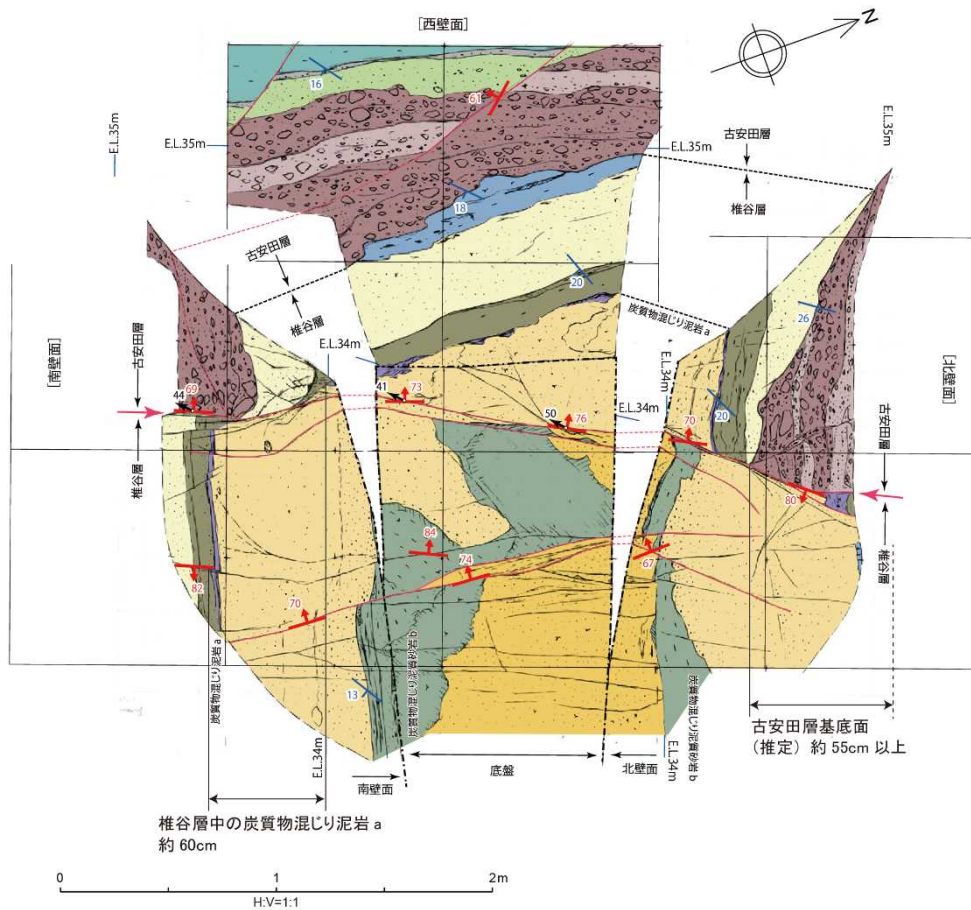 [西壁面]
N
16
61
E.L.35m
E.L.35m
E.L.35m
E.L.35m
古安田層
椎谷層
18
古安田層
椎谷層
20
炭質物混じり泥岩 a
26
[南壁面]
[北壁面]
古安田層
椎谷層
E.L.34m
E.L.34m
E.L.34m
44
69
41
73
50
76
70
20
80
古安田層
椎谷層
84
74
67
82
70
13
炭質物混じり泥岩 a
E.L.34m
炭質物混じり泥質砂岩 b
炭質物混じり泥質砂岩 b
E.L.34m
南壁面
底盤
北壁面
古安田層基底面
（推定）約 55cm 以上
椎谷層中の炭質物混じり泥岩 a
約 60cm
0
1
2m
H:V=1:1